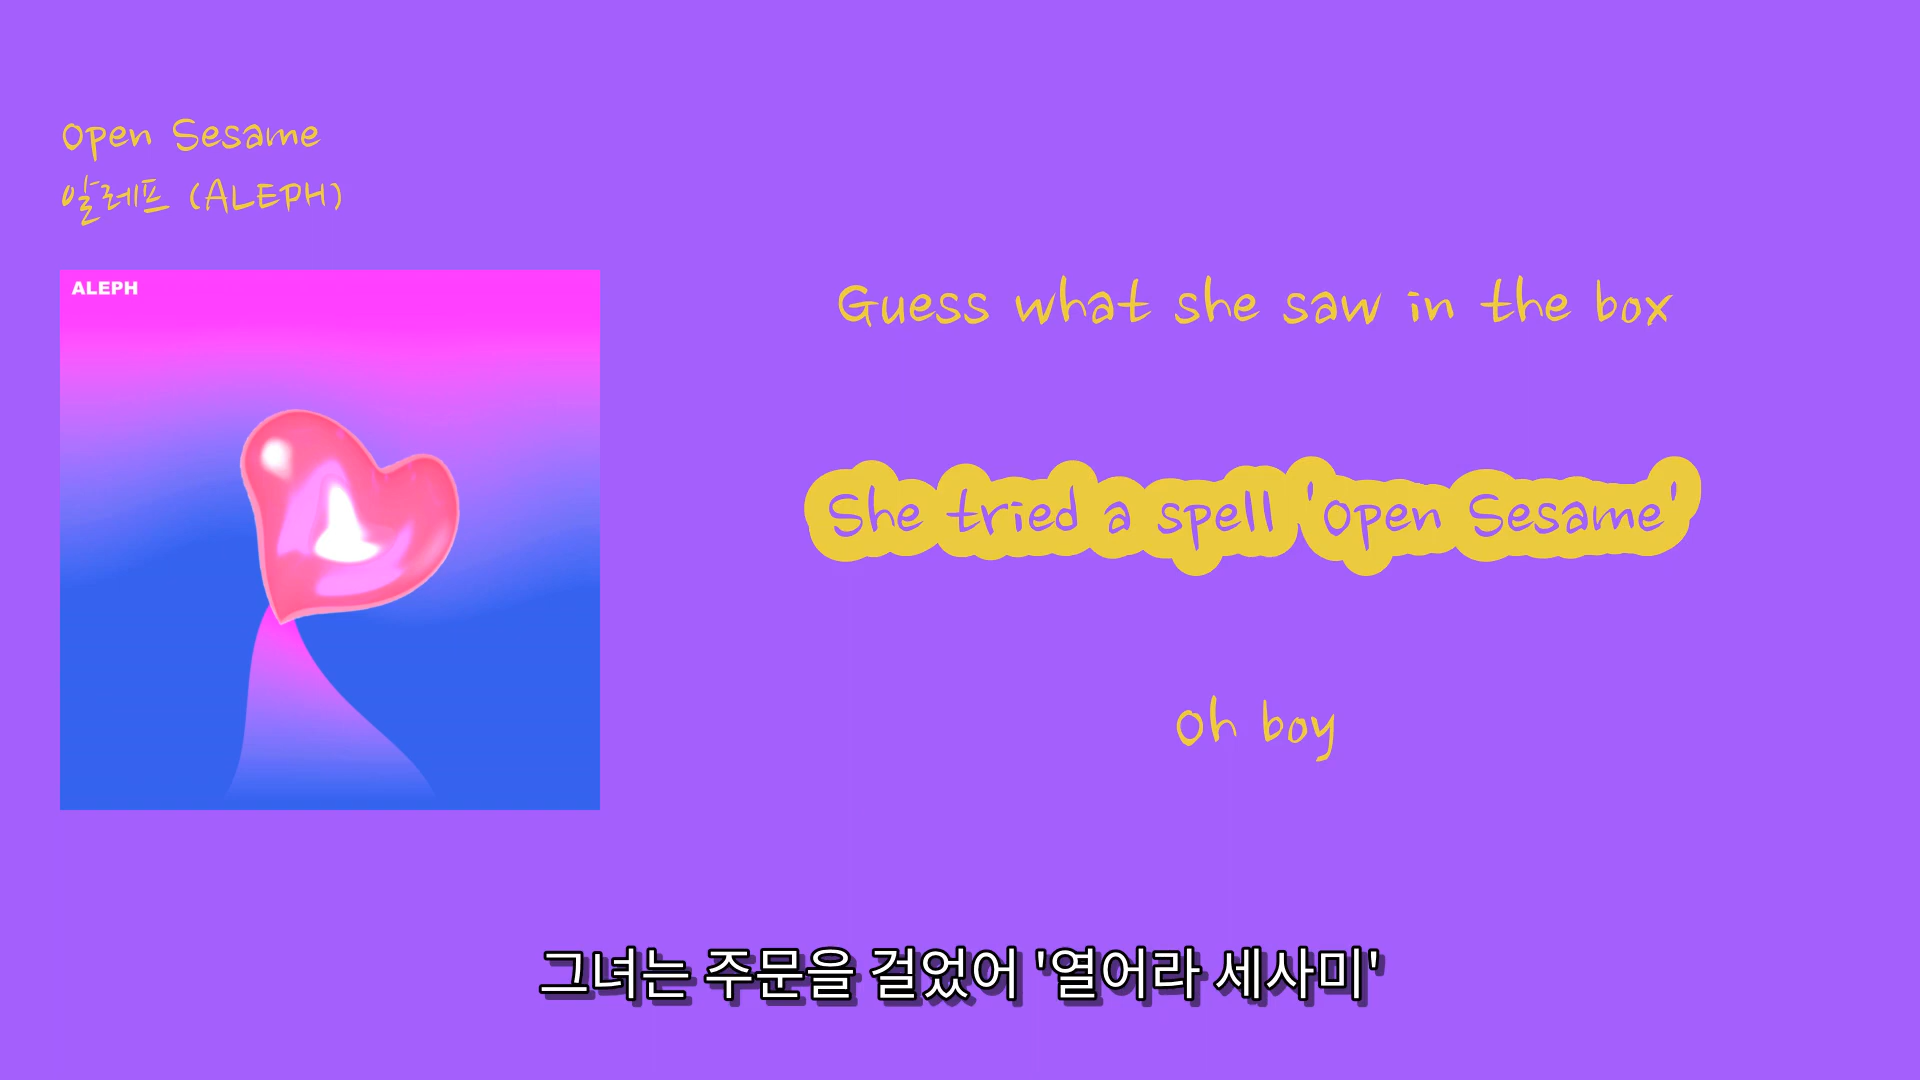 Open Sesame
알레프 (ALEPH)
ALEPH
Guess what she saw in the box
She tried a spell 'Open Sesame'
Oh boy
그녀는 주문을 걸었어 '열어라 세사미'